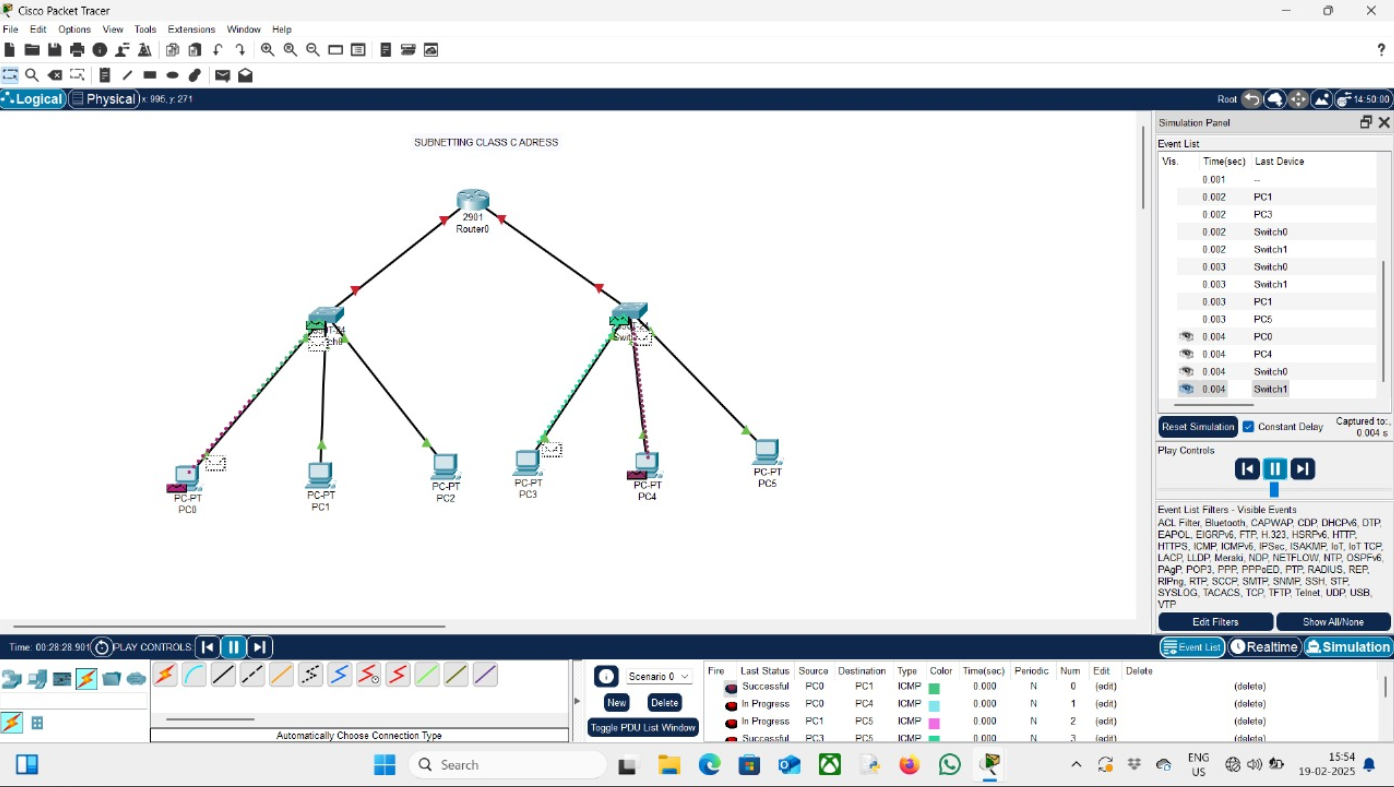 Cisco Packet Tracer
File Edit Options View Tools Extensions Window Help
Logical Physical x: 995, y: 271 Root 14:50:00
SUBNETTING CLASS C ADRESS
2901
Router0
PC-PT
PC0
PC-PT
PC1
PC-PT
PC2
PC-PT
PC3
PC-PT
PC4
PC-PT
PC5
Simulation Panel
Event List
Vis. Time(sec) Last Device
0.001 --
0.002 PC1
0.002 PC3
0.002 Switch0
0.002 Switch1
0.003 Switch0
0.003 Switch1
0.003 PC1
0.003 PC5
0.004 PC0
0.004 PC4
0.004 Switch0
0.004 Switch1
Reset Simulation Constant Delay Captured to:
0.004 s
Play Controls
Event List Filters - Visible Events
ACL Filter, Bluetooth, CAPWAP, CDP, DHCPv6, DTP,
EAPOL, EIGRPv6, FTP, H.323, HSRPv6, HTTP,
HTTPS, ICMP, ICMPv6, IPSec, ISAKMP, IoT, IoT TCP,
LACP, LLDP, Meraki, NDP, NETFLOW, NTP, OSPFv6,
PAgP, POP3, PPP, PPPoED, PTP, RADIUS, REP,
RIPng, RTP, SCCP, SMTP, SNMP, SSH, STP,
SYSLOG, TACACS, TCP, TFTP, Telnet, UDP, USB,
VTP
Edit Filters Show All/None
Time: 00:28:28.901 PLAY CONTROLS: Event List Realtime Simulation
Scenario 0
New Delete
Toggle PDU List Window
Automatically Choose Connection Type
Fire Last Status Source Destination Type Color Time(sec) Periodic Num Edit Delete
Successful PC0 PC1 ICMP 0.000 N 0 (edit) (delete)
In Progress PC0 PC4 ICMP 0.000 N 1 (edit) (delete)
In Progress PC1 PC5 ICMP 0.000 N 2 (edit) (delete)
Successful PC3 PC5 ICMP 0.000 N 3 (edit) (delete)
Search
ENG
US
15:54
19-02-2025